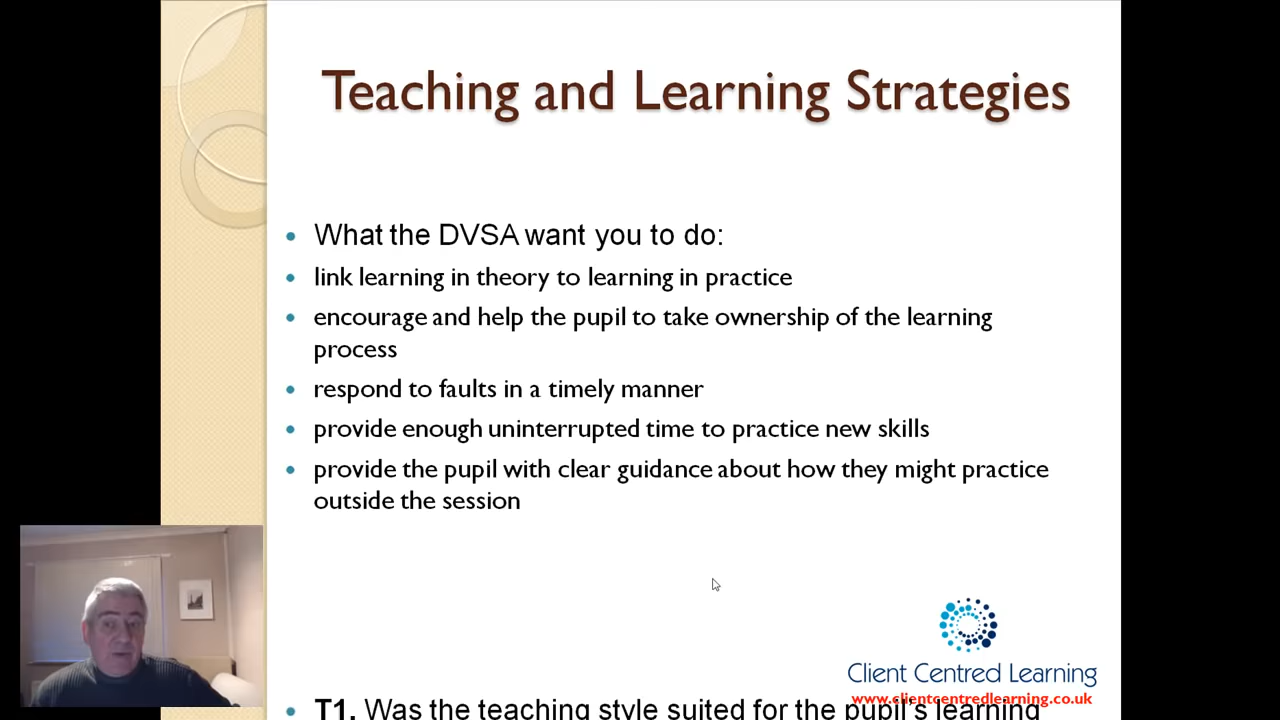 Teaching and Learning Strategies
What the DVSA want you to do:
link learning in theory to learning in practice
encourage and help the pupil to take ownership of the learning
process
respond to faults in a timely manner
provide enough uninterrupted time to practice new skills
provide the pupil with clear guidance about how they might practice
outside the session
Client Centred Learning
www.clientcentredlearning.co.uk
T1. Was the teaching style suited for the pupil's learning